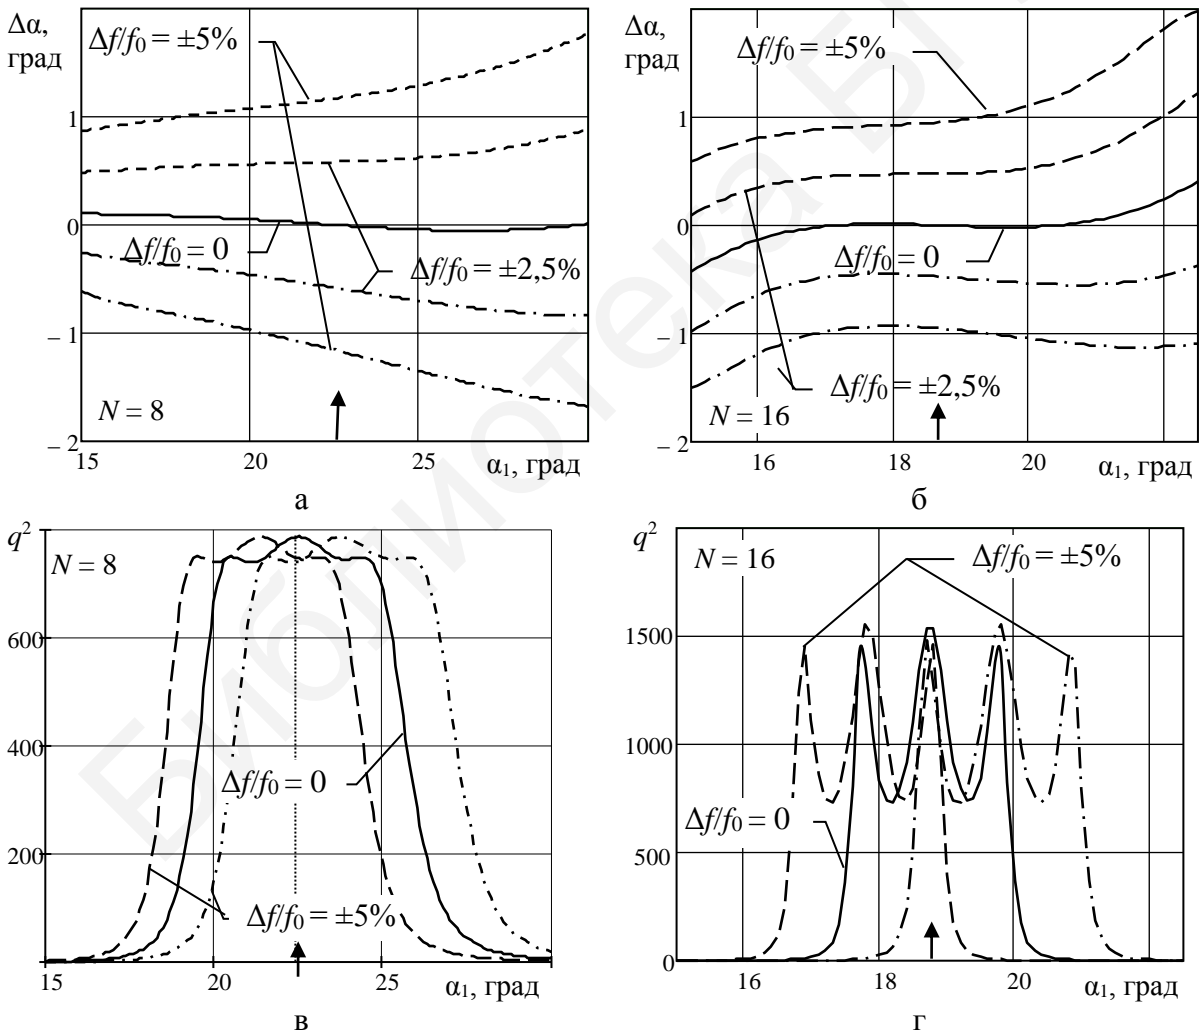 Δα,
град
Δf/f₀ = ±5%
1
0
Δf/f₀ = 0
Δf/f₀ = ±2,5%
– 1
N = 8
– 2
15
20
25
α₁, град
а
Δα,
град
Δf/f₀ = ±5%
1
0
Δf/f₀ = 0
– 1
Δf/f₀ = ±2,5%
N = 16
– 2
16
18
20
α₁, град
б
q²
N = 8
600
400
Δf/f₀ = 0
200
Δf/f₀ = ±5%
15
20
25
α₁, град
в
q²
N = 16
Δf/f₀ = ±5%
1500
1000
Δf/f₀ = 0
500
0
16
18
20
α₁, град
г
Библиотека БГ